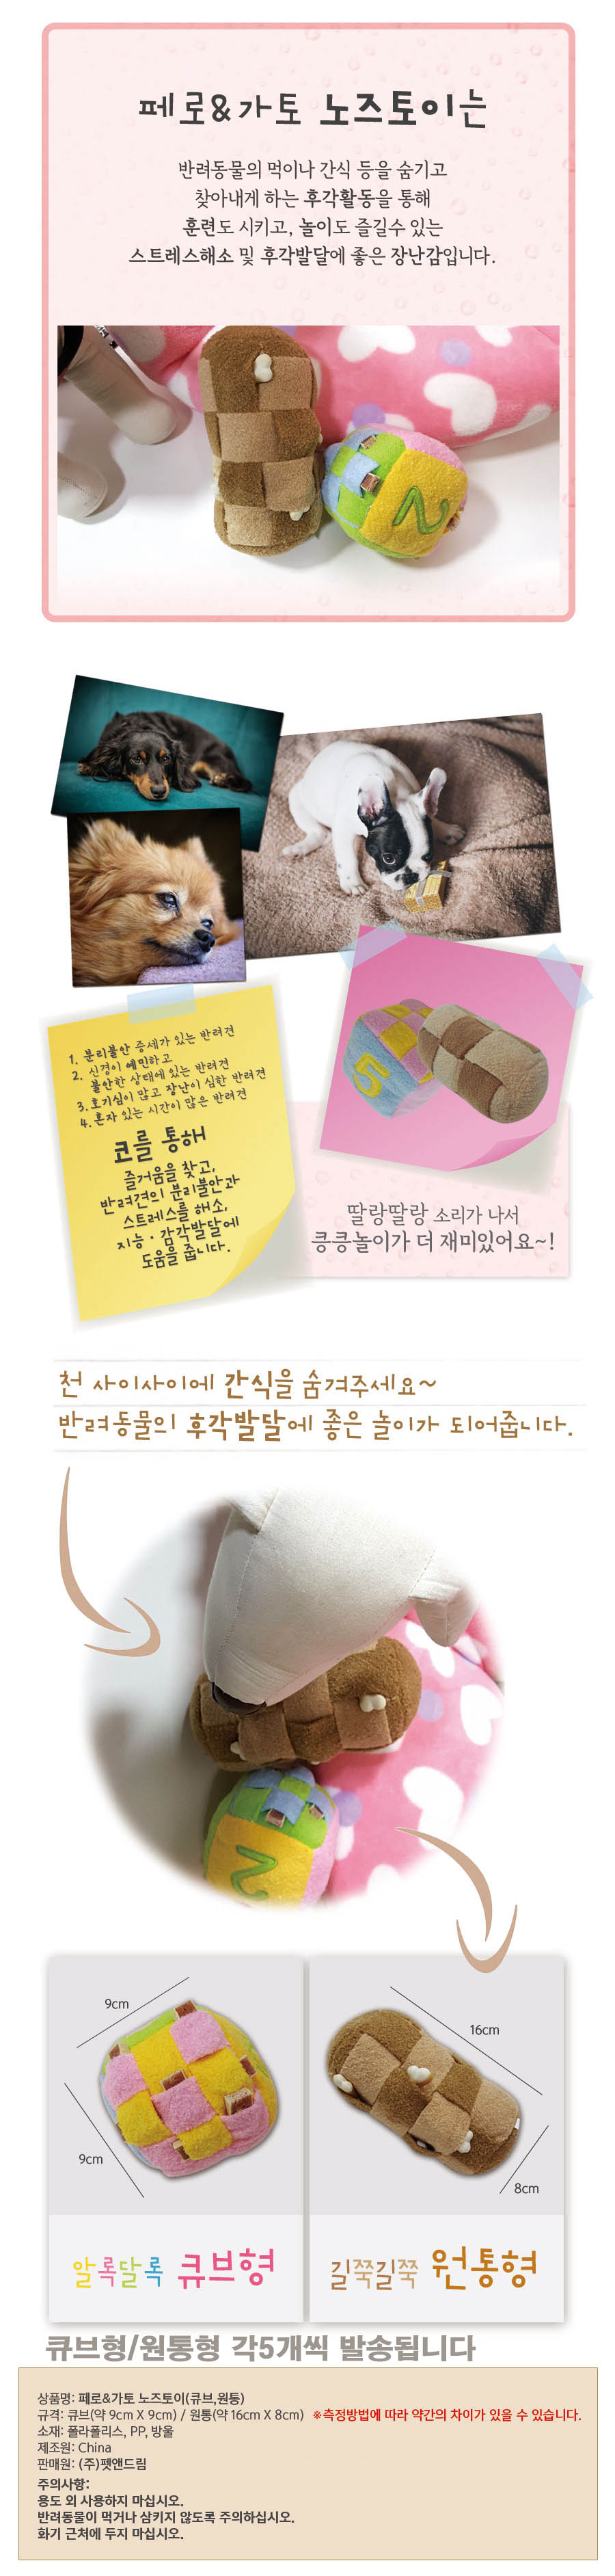 페로&가토 노즈토이는
반려동물의 먹이나 간식 등을 숨기고
찾아내게 하는 후각활동을 통해
훈련도 시키고, 놀이도 즐길수 있는
스트레스해소 및 후각발달에 좋은 장난감입니다.
2
1. 분리불안 증세가 있는 반려견
2. 신경이 예민하고
불안한 상태에 있는 반려견
3. 호기심이 많고 장난이 심한 반려견
4. 혼자 있는 시간이 많은 반려견
코를 통해
즐거움을 찾고,
반려견의 분리불안과
스트레스를 해소,
지능·감각발달에
도움을 줍니다.
5
딸랑딸랑 소리가 나서
킁킁놀이가 더 재미있어요~!
천 사이사이에 간식을 숨겨주세요~
반려동물의 후각발달에 좋은 놀이가 되어줍니다.
2
9cm
9cm
16cm
8cm
알록달록 큐브형
길쭉길쭉 원통형
큐브형/원통형 각5개씩 발송됩니다
상품명: 페로&가토 노즈토이(큐브,원통)
규격: 큐브(약 9cm X 9cm) / 원통(약 16cm X 8cm) ※측정방법에 따라 약간의 차이가 있을 수 있습니다.
소재: 폴라폴리스, PP, 방울
제조원: China
판매원: (주)펫앤드림
주의사항:
용도 외 사용하지 마십시오.
반려동물이 먹거나 삼키지 않도록 주의하십시오.
화기 근처에 두지 마십시오.